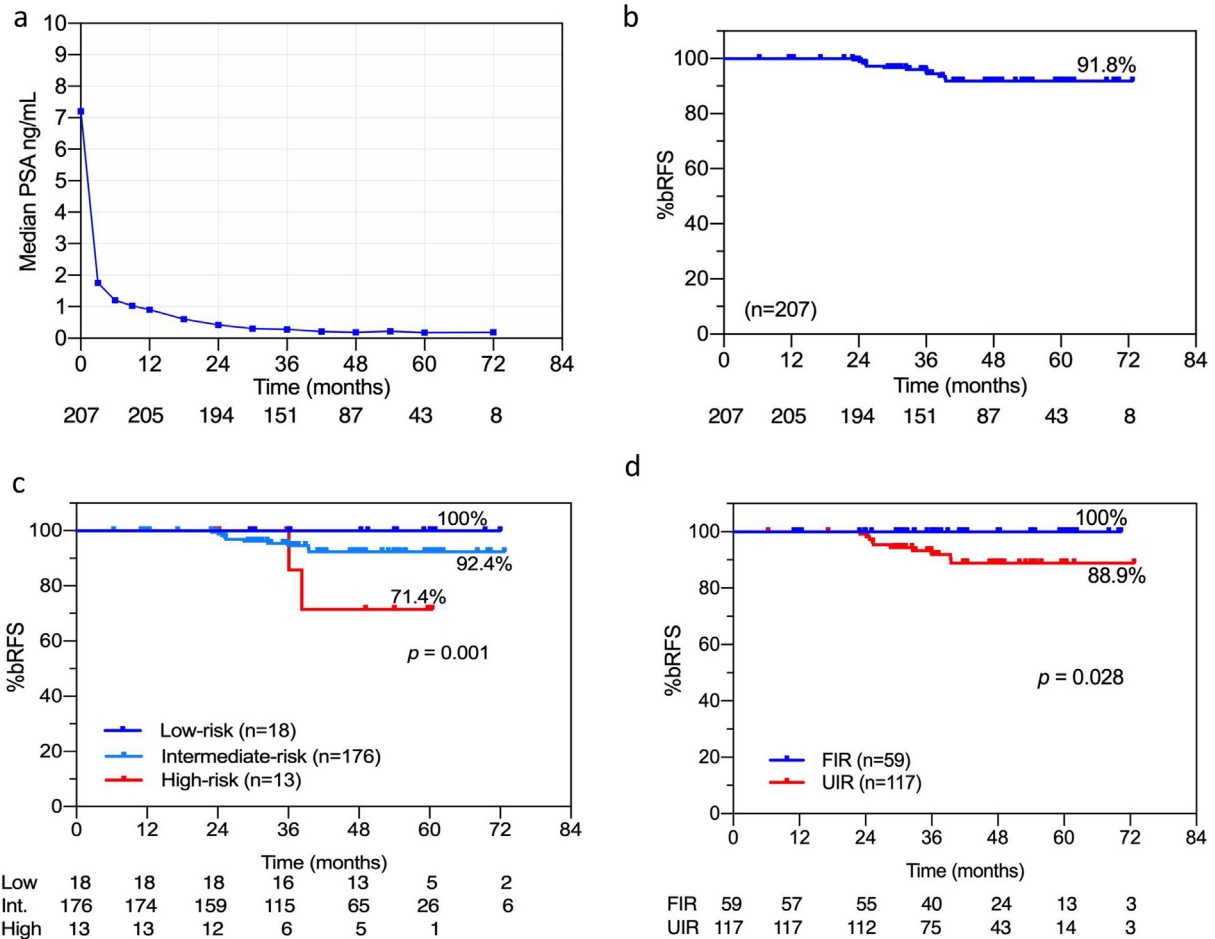 a
Median PSA ng/mL
10
9
8
7
6
5
4
3
2
1
0
0 12 24 36 48 60 72 84
Time (months)
207 205 194 151 87 43 8
b
%bRFS
100
80
60
40
20
0
91.8%
(n=207)
0 12 24 36 48 60 72 84
Time (months)
207 205 194 151 87 43 8
c
%bRFS
100
80
60
40
20
0
100%
92.4%
71.4%
p = 0.001
Low-risk (n=18)
Intermediate-risk (n=176)
High-risk (n=13)
0 12 24 36 48 60 72 84
Time (months)
Low 18 18 18 16 13 5 2
Int. 176 174 159 115 65 26 6
High 13 13 12 6 5 1
d
%bRFS
100
80
60
40
20
0
100%
88.9%
p = 0.028
FIR (n=59)
UIR (n=117)
0 12 24 36 48 60 72 84
Time (months)
FIR 59 57 55 40 24 13 3
UIR 117 117 112 75 43 14 3